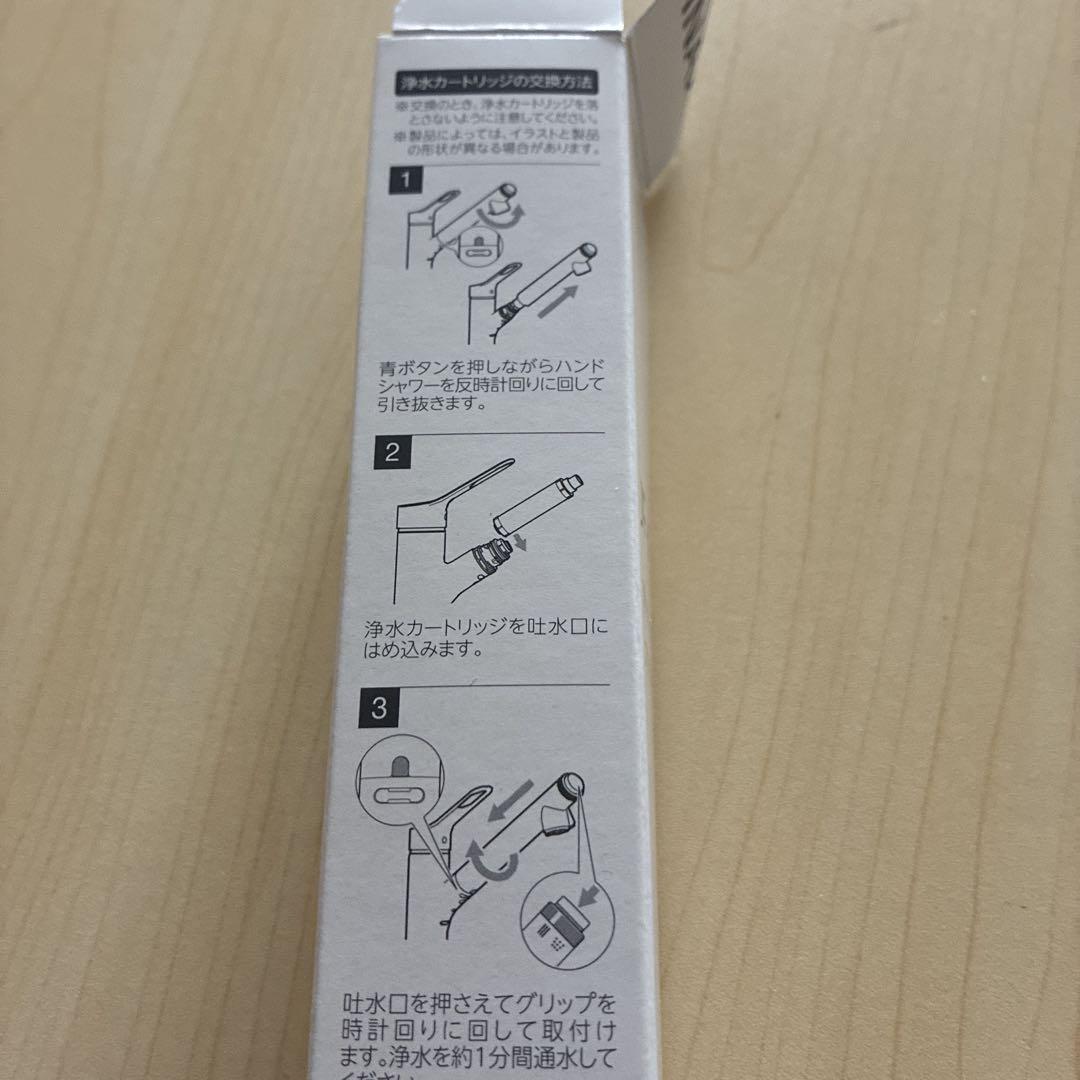 浄水カートリッジの交換方法
※交換のとき、浄水カートリッジを落
とさないように注意してください。
※製品によっては、イラストと製品
の形状が異なる場合があります。
1
青ボタンを押しながらハンド
シャワーを反時計回りに回して
引き抜きます。
2
浄水カートリッジを吐水口に
はめ込みます。
3
吐水口を押さえてグリップを
時計回りに回して取付け
ます。浄水を約1分間通水して
ください